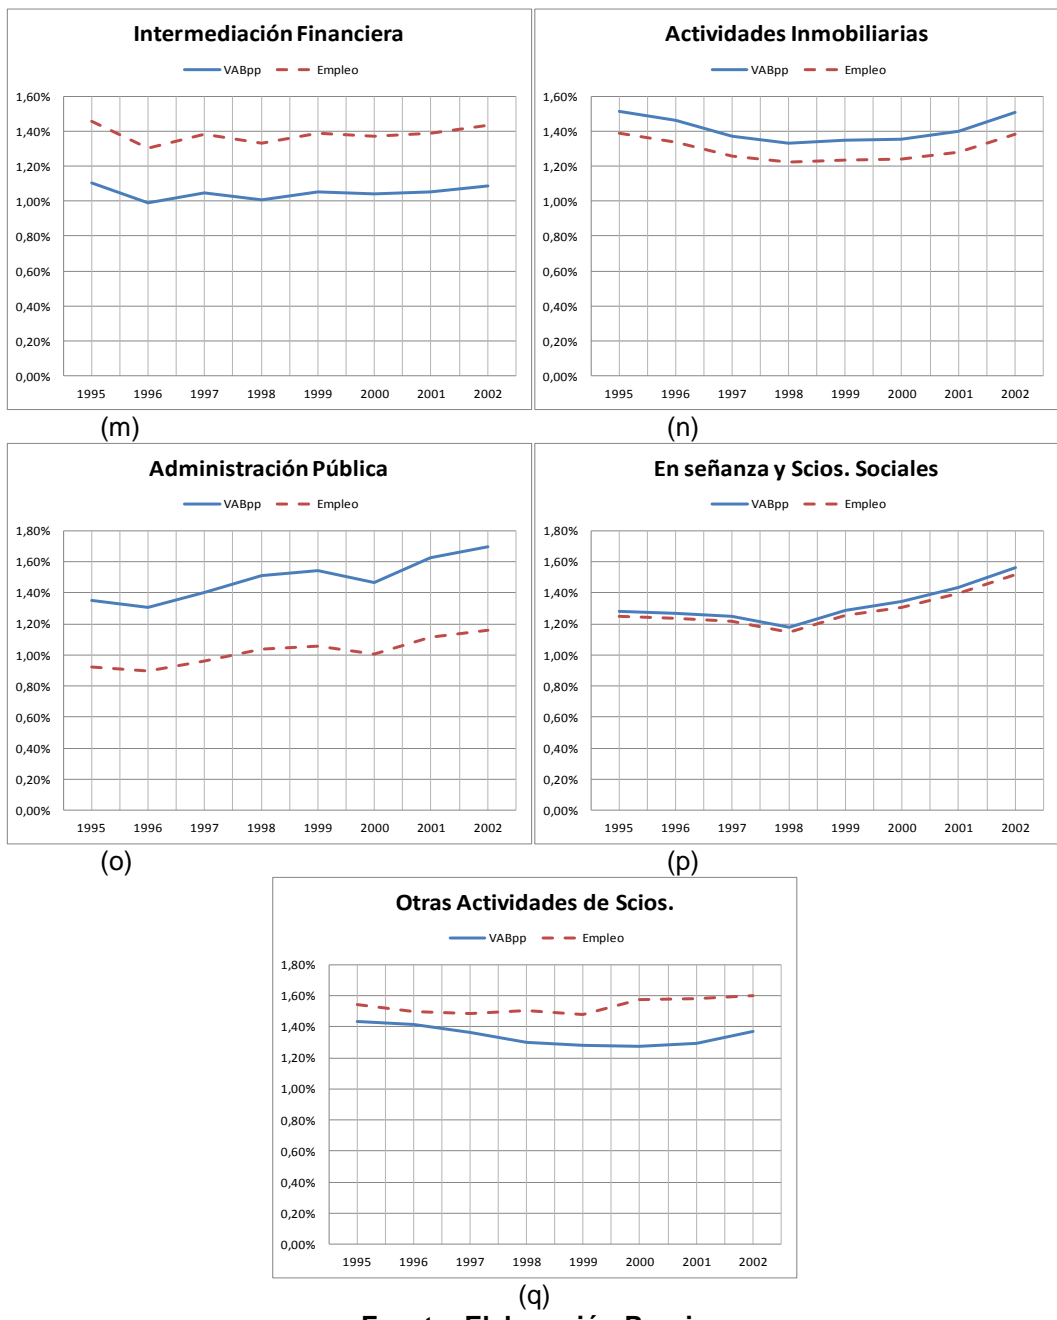 Intermediación Financiera
VABpp Empleo
1,60%
1,40%
1,20%
1,00%
0,80%
0,60%
0,40%
0,20%
0,00%
1995 1996 1997 1998 1999 2000 2001 2002
(m)
Actividades Inmobiliarias
VABpp Empleo
1,60%
1,40%
1,20%
1,00%
0,80%
0,60%
0,40%
0,20%
0,00%
1995 1996 1997 1998 1999 2000 2001 2002
(n)
Administración Pública
VABpp Empleo
1,80%
1,60%
1,40%
1,20%
1,00%
0,80%
0,60%
0,40%
0,20%
0,00%
1995 1996 1997 1998 1999 2000 2001 2002
(o)
En señanza y Scios. Sociales
VABpp Empleo
1,80%
1,60%
1,40%
1,20%
1,00%
0,80%
0,60%
0,40%
0,20%
0,00%
1995 1996 1997 1998 1999 2000 2001 2002
(p)
Otras Actividades de Scios.
VABpp Empleo
1,80%
1,60%
1,40%
1,20%
1,00%
0,80%
0,60%
0,40%
0,20%
0,00%
1995 1996 1997 1998 1999 2000 2001 2002
(q)